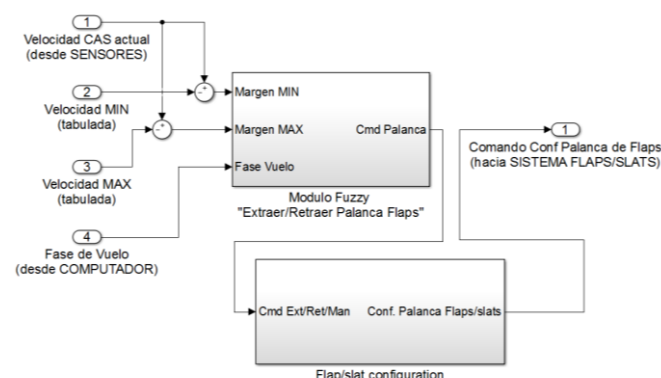 1
Velocidad CAS actual
(desde SENSORES)
2
Velocidad MIN
(tabulada)
3
Velocidad MAX
(tabulada)
4
Fase de Vuelo
(desde COMPUTADOR)
Margen MIN
Margen MAX
Cmd Palanca
Fase Vuelo
Modulo Fuzzy
"Extraer/Retraer Palanca Flaps"
1
Comando Conf Palanca de Flaps
(hacia SISTEMA FLAPS/SLATS)
Cmd Ext/Ret/Man
Conf. Palanca Flaps/slats
Flap/slat configuration